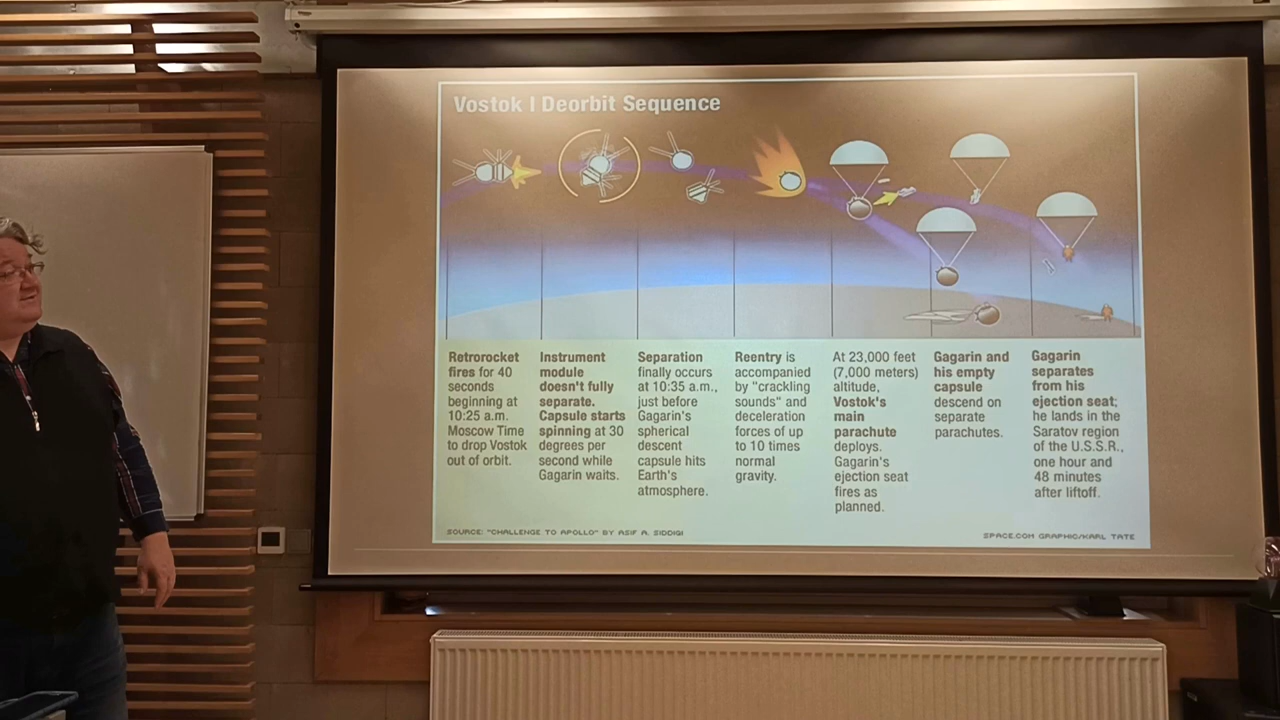 Vostok I Deorbit Sequence
Retrorocket
fires for 40
seconds
beginning at
10:25 a.m.
Moscow Time
to drop Vostok
out of orbit.
Instrument
module
doesn't fully
separate.
Capsule starts
spinning at 30
degrees per
second while
Gagarin waits.
Separation
finally occurs
at 10:35 a.m.,
just before
Gagarin's
spherical
descent
capsule hits
Earth's
atmosphere.
Reentry is
accompanied
by "crackling
sounds" and
deceleration
forces of up
to 10 times
normal
gravity.
At 23,000 feet
(7,000 meters)
altitude,
Vostok's
main
parachute
deploys.
Gagarin's
ejection seat
fires as
planned.
Gagarin and
his empty
capsule
descend on
separate
parachutes.
Gagarin
separates
from his
ejection seat;
he lands in the
Saratov region
of the U.S.S.R.,
one hour and
48 minutes
after liftoff.
SOURCE: "CHALLENGE TO APOLLO" BY ASIF A. SIDDIQI
SPACE.COM GRAPHIC/KARL TATE